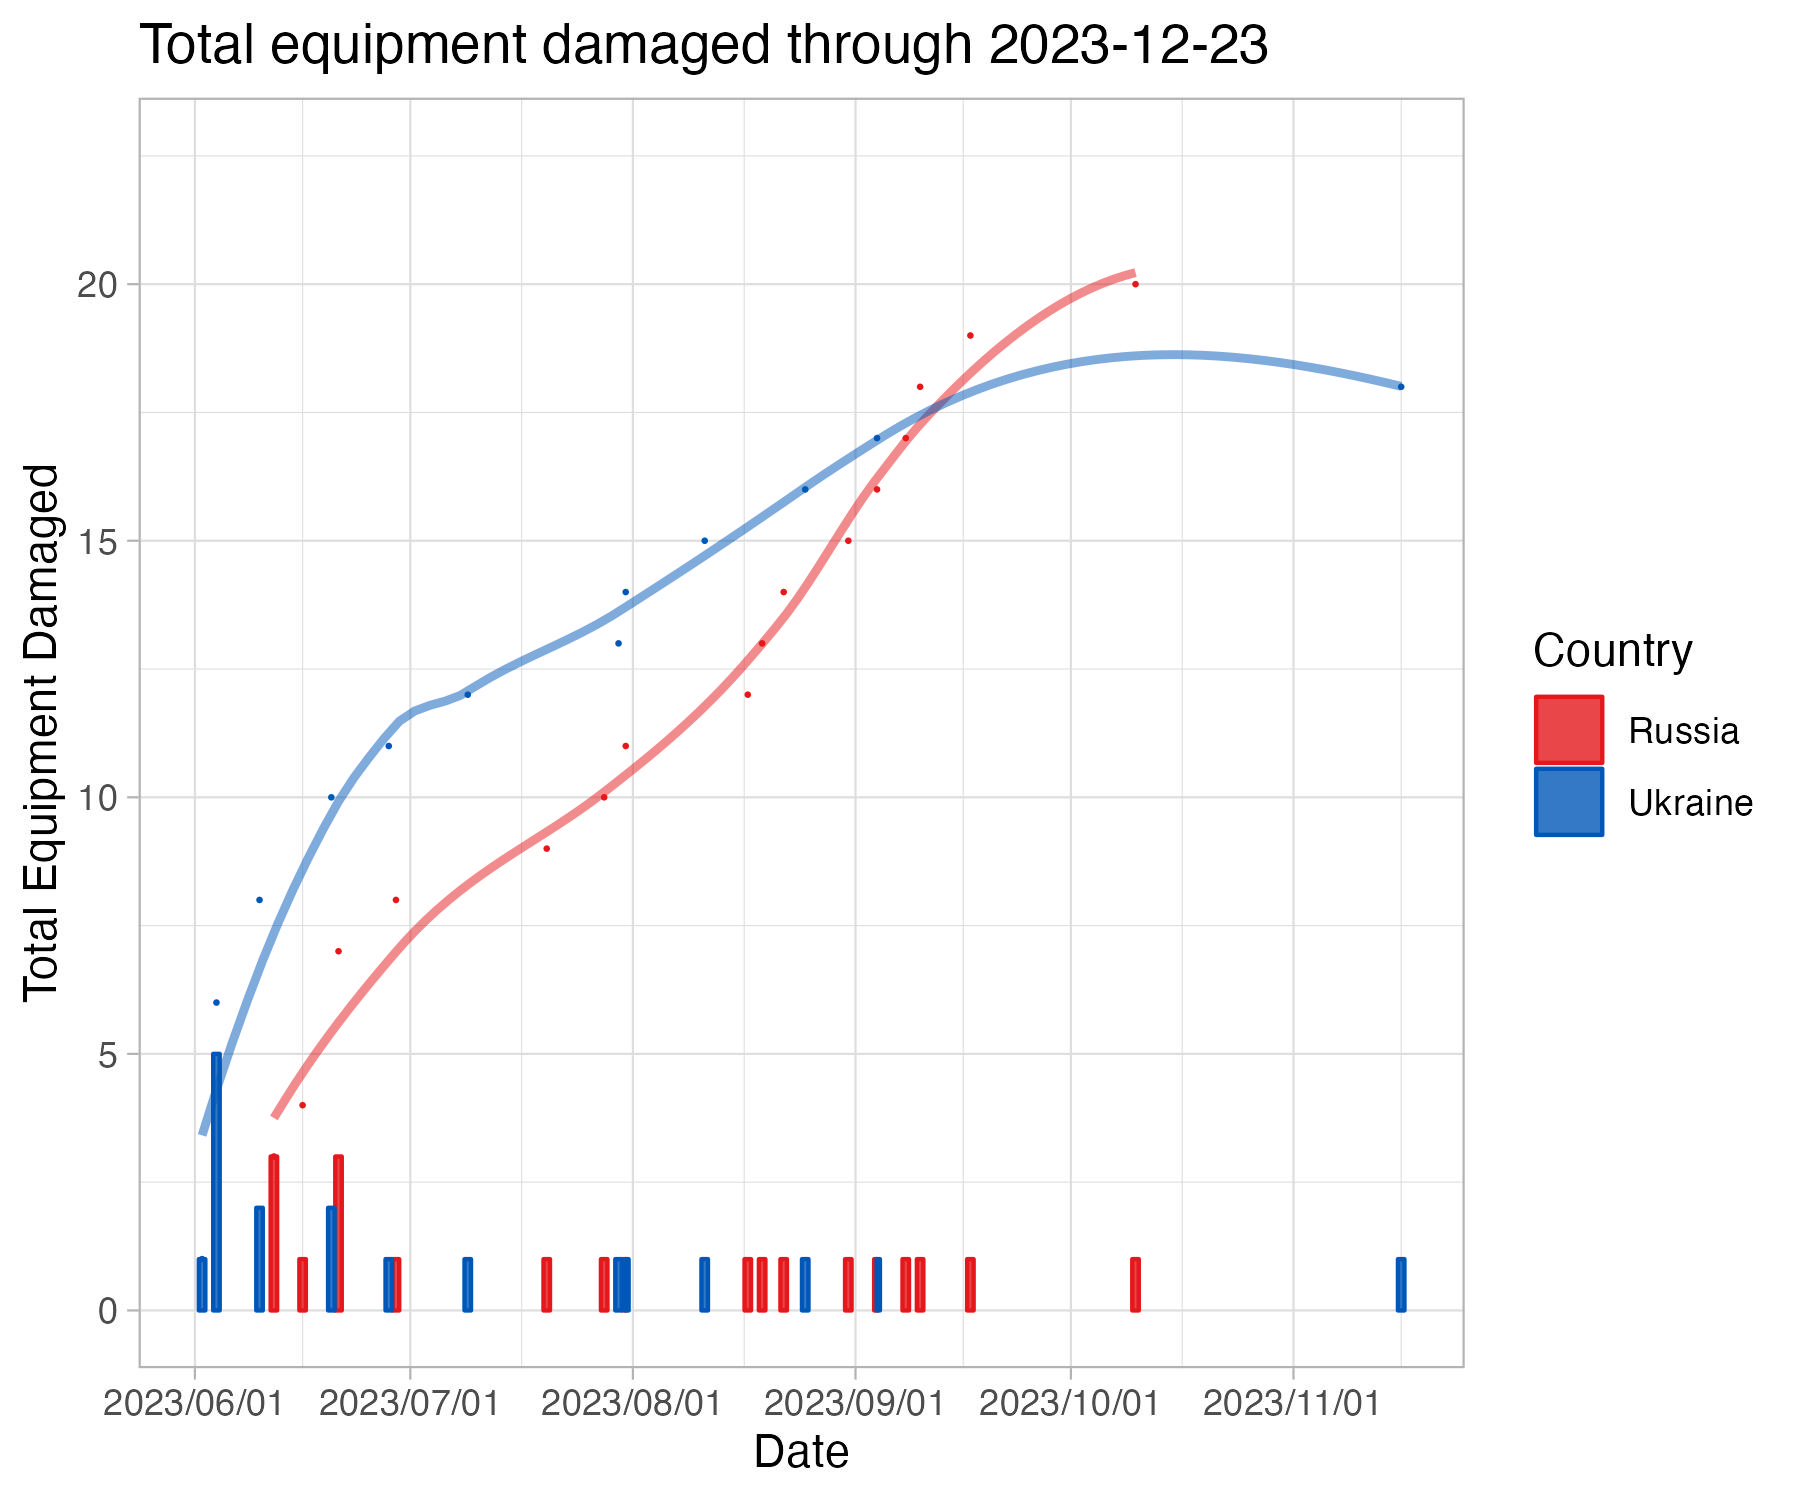 Total equipment damaged through 2023-12-23
Total Equipment Damaged
20
15
10
5
0
2023/06/01 2023/07/01 2023/08/01 2023/09/01 2023/10/01 2023/11/01
Date
Country
Russia
Ukraine